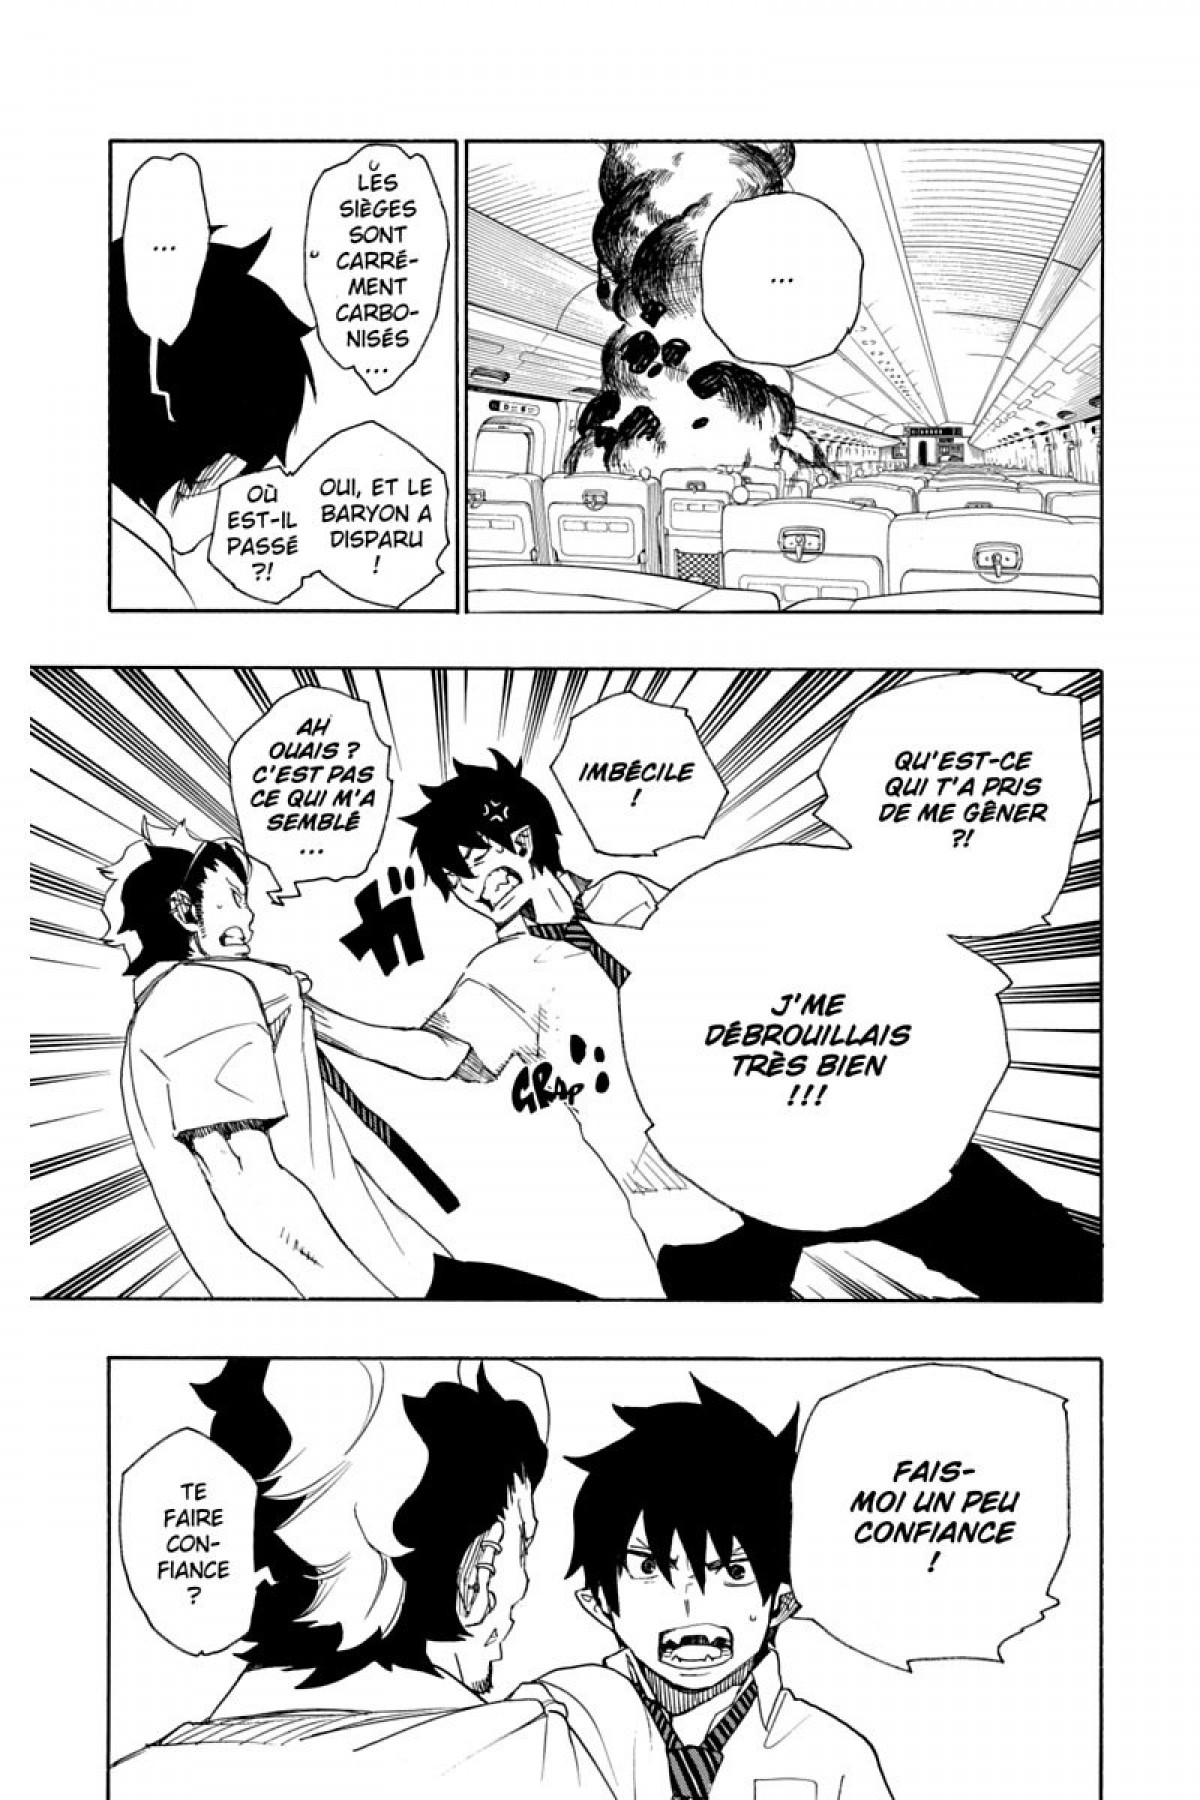 ...
LES
SIÈGES
SONT
CARRÉ-
MENT
CARBO-
NISÉS
...
...
OUI, ET LE
BARYON A
DISPARU
!
OÙ
EST-IL
PASSÉ
?!
QU'EST-CE
QUI T'A PRIS
DE ME GÊNER
?!
IMBÉCILE
!
J'ME
DÉBROUILLAIS
TRÈS BIEN
!!!
AH
OUAIS ?
C'EST PAS
CE QUI M'A
SEMBLÉ
...
ガ
GRAP
FAIS-
MOI UN PEU
CONFIANCE
!
TE
FAIRE
CON-
FIANCE
?